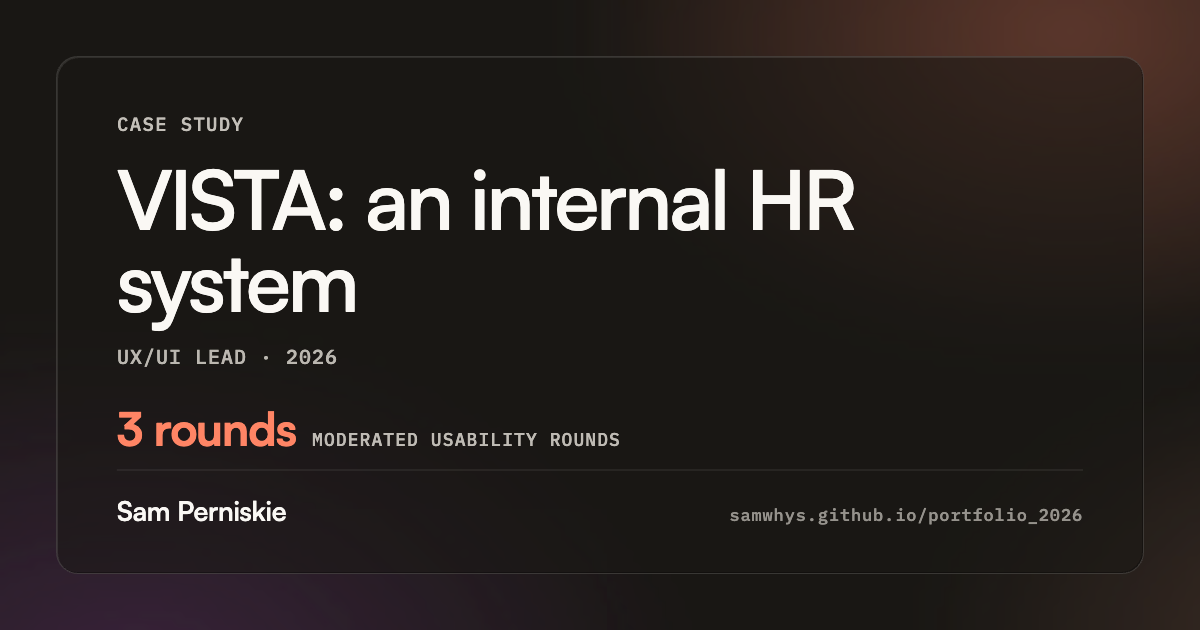 CASE STUDY
VISTA: an internal HR
system
UX/UI LEAD · 2026
3 rounds MODERATED USABILITY ROUNDS
Sam Perniskie
samwhys.github.io/portfolio_2026